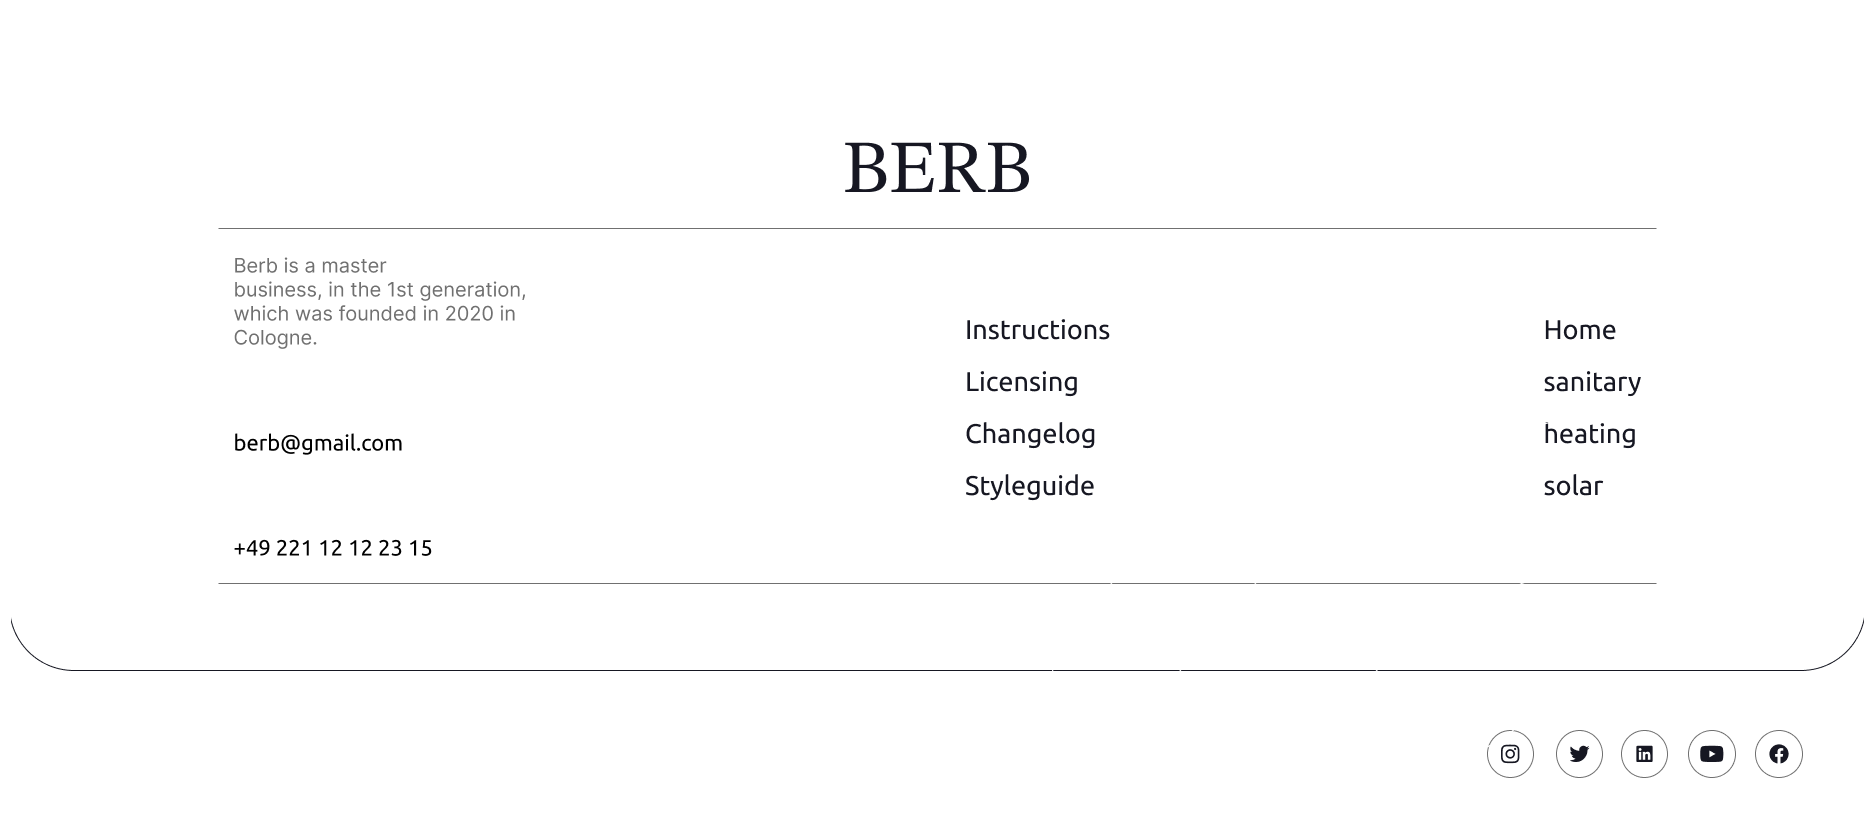 BERB
Berb is a master
business, in the 1st generation,
which was founded in 2020 in
Cologne.
berb@gmail.com
+49 221 12 12 23 15
Instructions
Licensing
Changelog
Styleguide
Home
sanitary
heating
solar